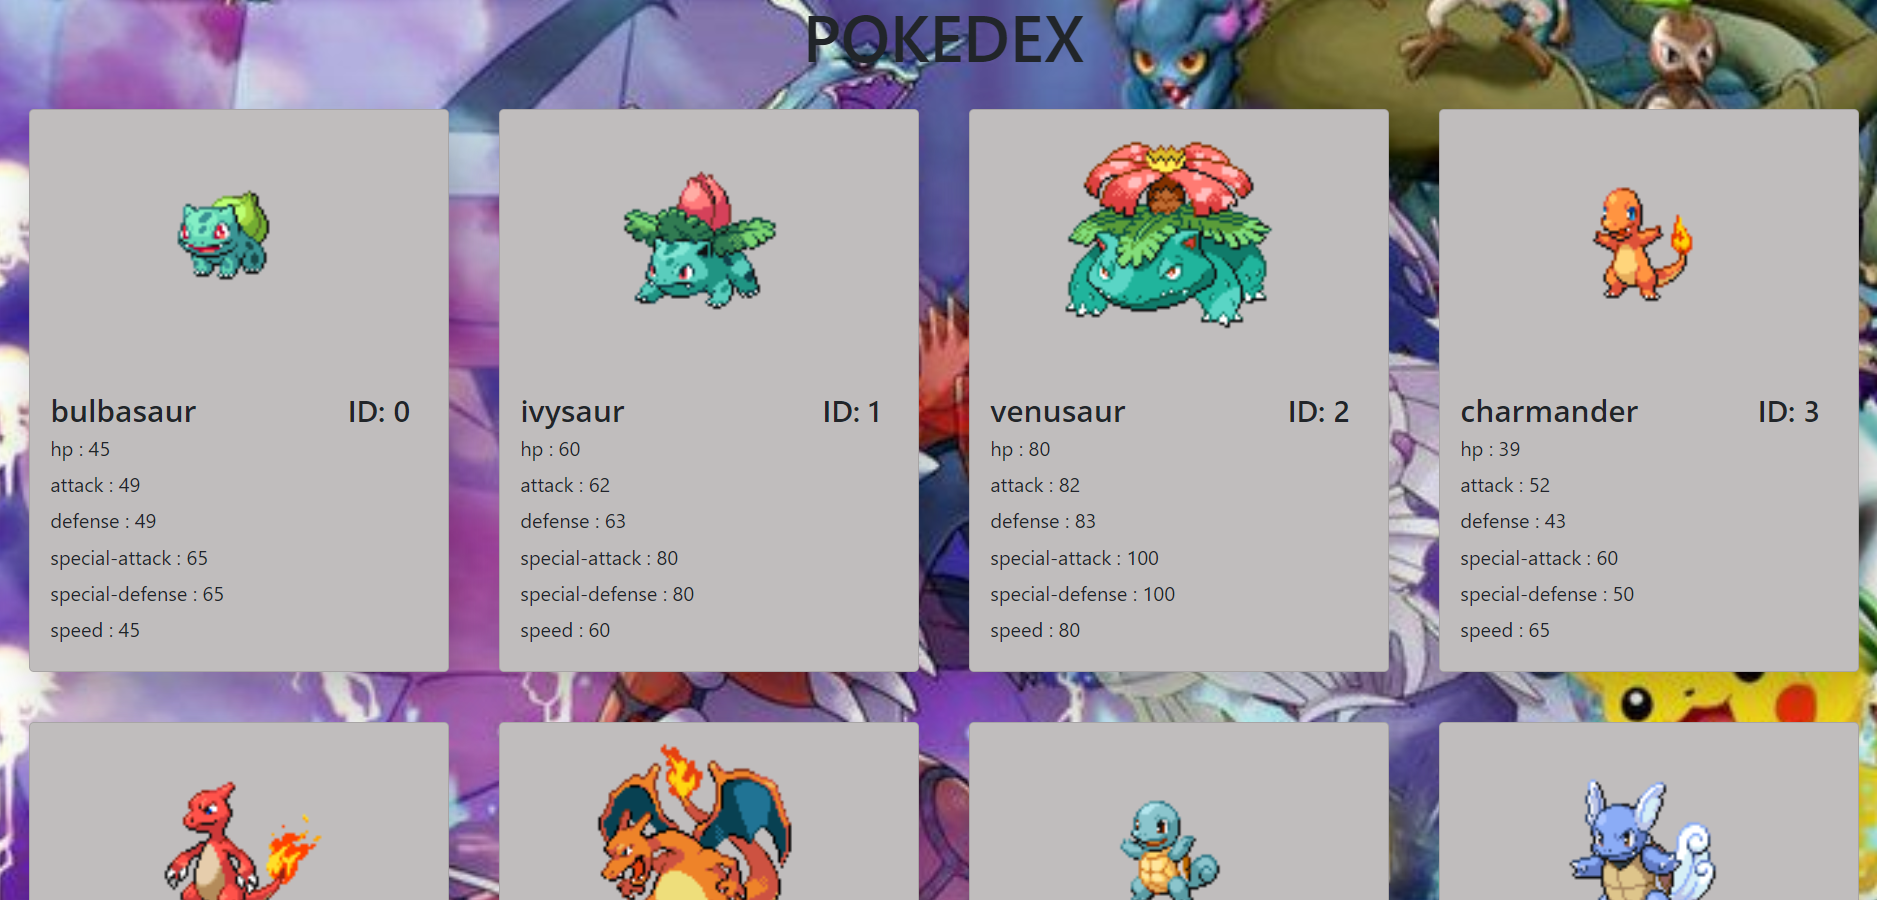 POKEDEX
bulbasaur ID: 0
hp : 45
attack : 49
defense : 49
special-attack : 65
special-defense : 65
speed : 45
ivysaur ID: 1
hp : 60
attack : 62
defense : 63
special-attack : 80
special-defense : 80
speed : 60
venusaur ID: 2
hp : 80
attack : 82
defense : 83
special-attack : 100
special-defense : 100
speed : 80
charmander ID: 3
hp : 39
attack : 52
defense : 43
special-attack : 60
special-defense : 50
speed : 65